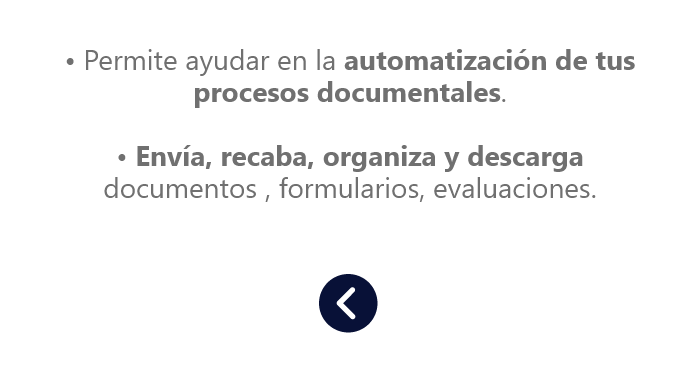 • Permite ayudar en la automatización de tus
procesos documentales.
• Envía, recaba, organiza y descarga
documentos , formularios, evaluaciones.